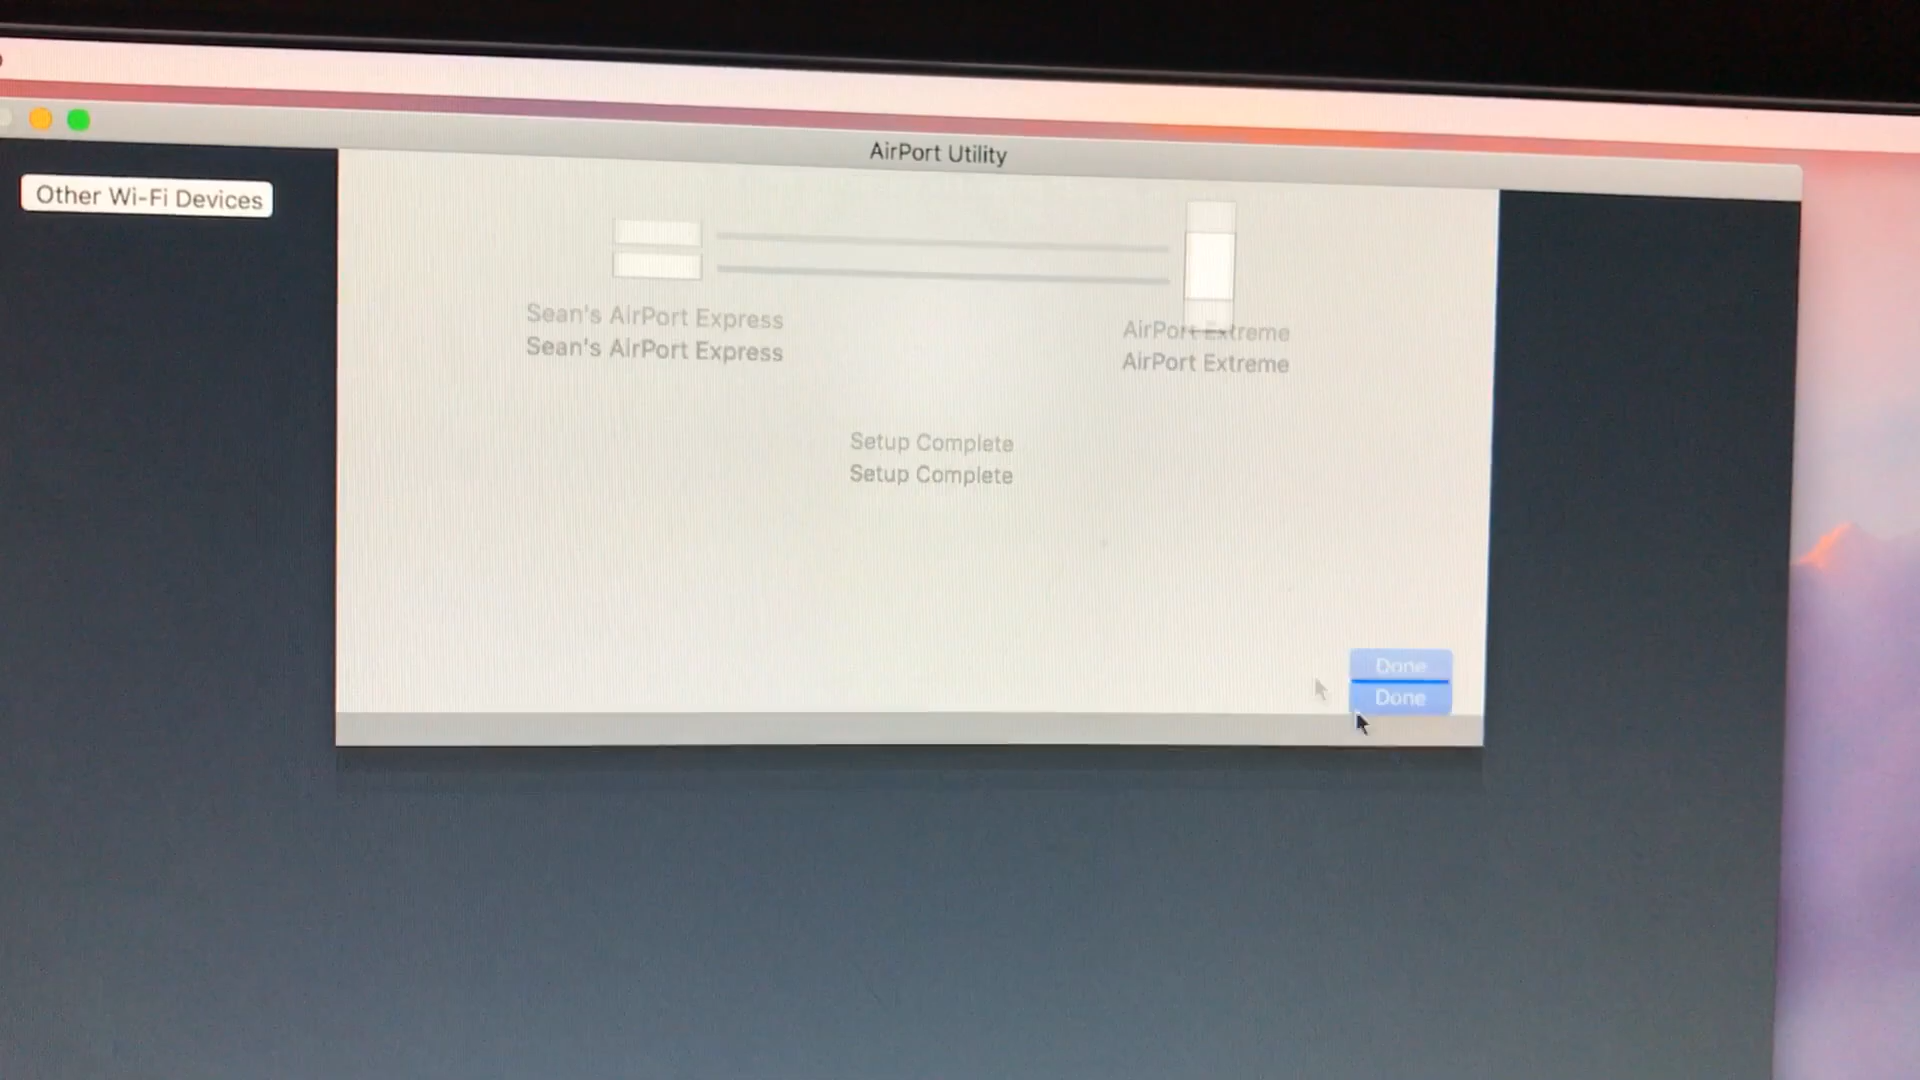 AirPort Utility
Other Wi-Fi Devices
Sean's AirPort Express
Sean's AirPort Express
AirPort Extreme
AirPort Extreme
Setup Complete
Setup Complete
Done
Done